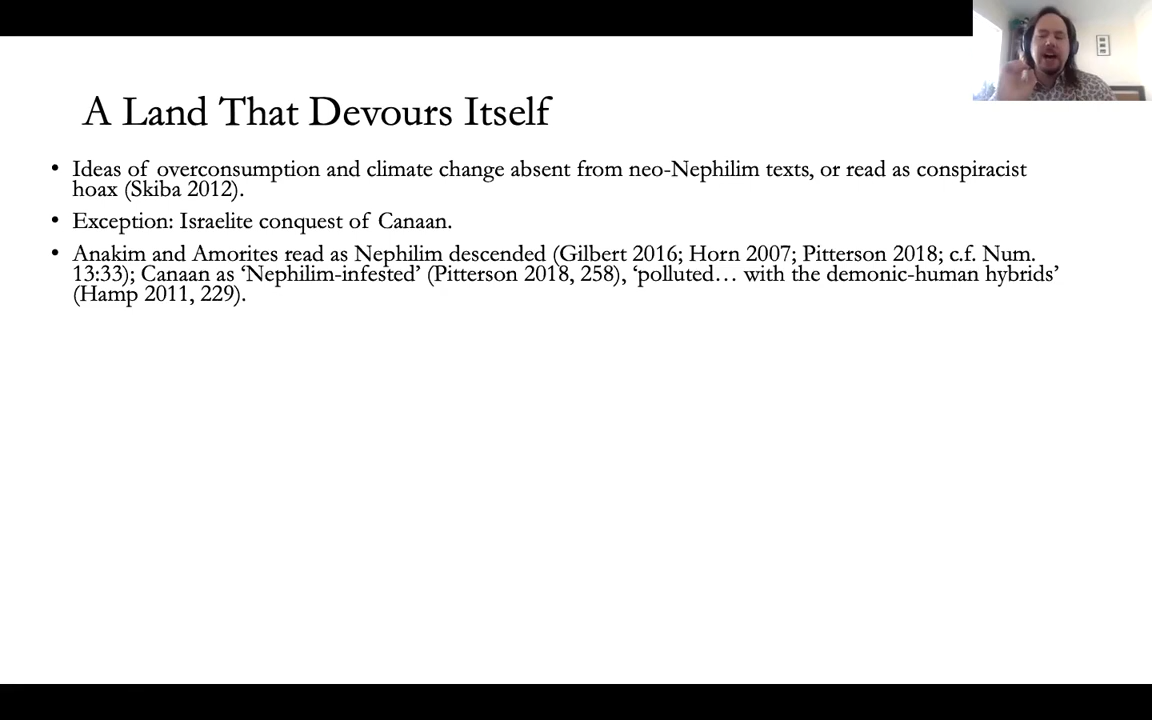 A Land That Devours Itself
• Ideas of overconsumption and climate change absent from neo-Nephilim texts, or read as conspiracist
hoax (Skiba 2012).
• Exception: Israelite conquest of Canaan.
• Anakim and Amorites read as Nephilim descended (Gilbert 2016; Horn 2007; Pitterson 2018; c.f. Num.
13:33); Canaan as ‘Nephilim-infested’ (Pitterson 2018, 258), ‘polluted… with the demonic-human hybrids’
(Hamp 2011, 229).